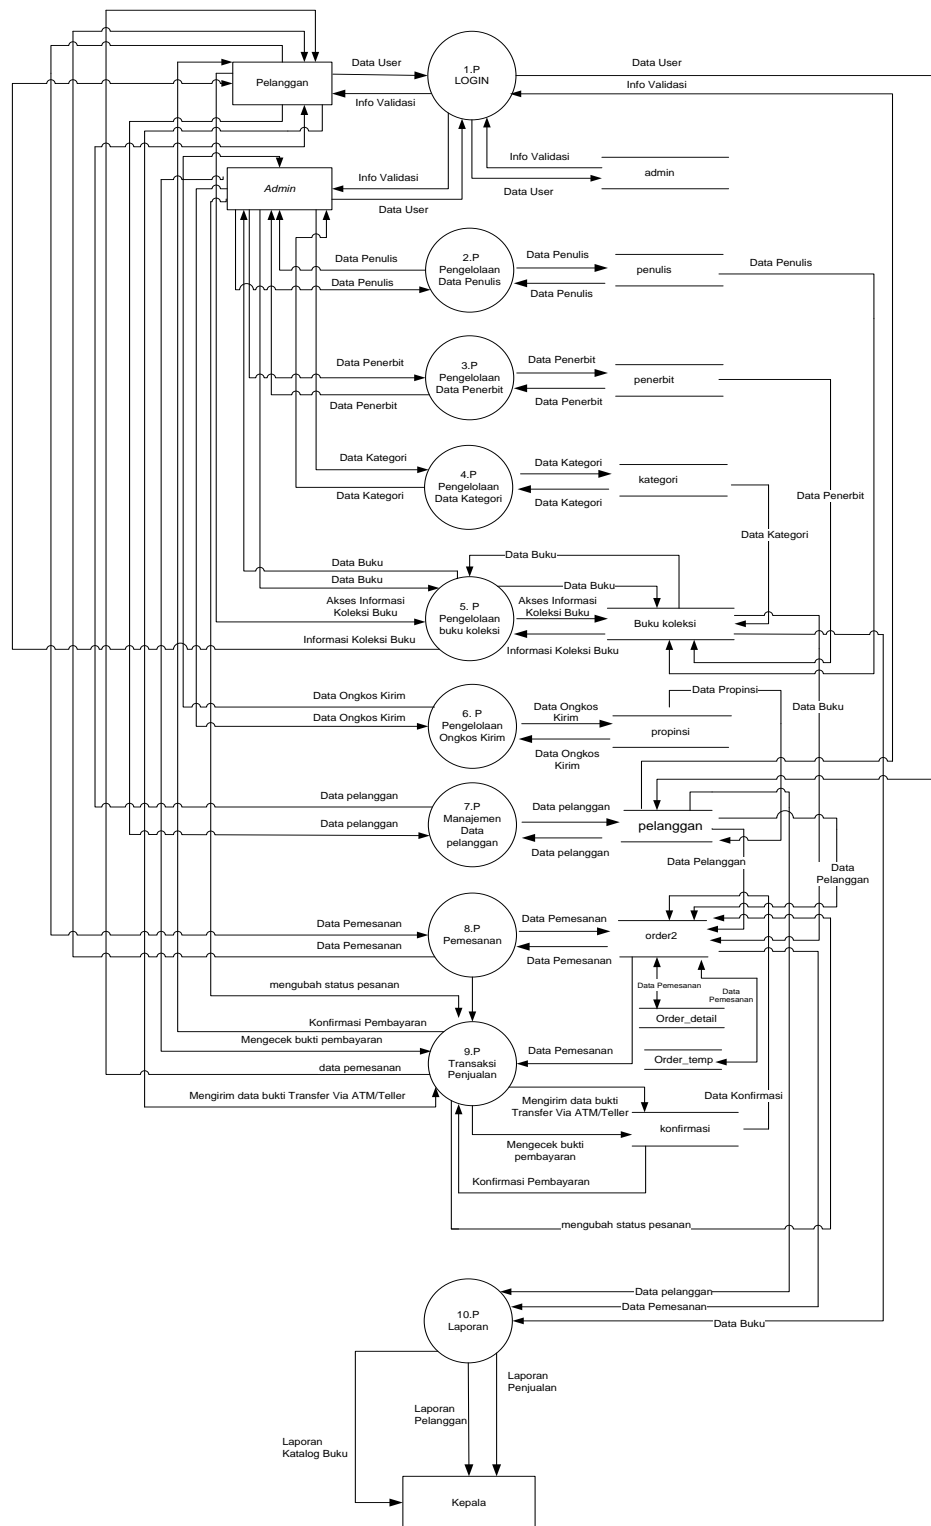 Data User
1.P
LOGIN
Data User
Info Validasi
Pelanggan
Info Validasi
Info Validasi
admin
Data User
Info Validasi
Admin
Data User
Data Penulis
2.P
Pengelolaan
Data Penulis
Data Penulis
penulis
Data Penulis
Data Penulis
Data Penulis
Data Penerbit
3.P
Pengelolaan
Data Penerbit
Data Penerbit
penerbit
Data Penerbit
Data Penerbit
Data Penerbit
Data Kategori
4.P
Pengelolaan
Data Kategori
Data Kategori
kategori
Data Kategori
Data Kategori
Data Kategori
Data Buku
Data Buku
Data Buku
Data Buku
Akses Informasi
Koleksi Buku
5. P
Pengelolaan
buku koleksi
Akses Informasi
Koleksi Buku
Buku koleksi
Informasi Koleksi Buku
Informasi Koleksi Buku
Data Propinsi
Data Buku
Data Ongkos Kirim
Data Ongkos Kirim
6. P
Pengelolaan
Ongkos Kirim
Data Ongkos
Kirim
propinsi
Data Ongkos
Kirim
Data pelanggan
Data pelanggan
7.P
Manajemen
Data
pelanggan
Data pelanggan
pelanggan
Data pelanggan
Data Pelanggan
Data
Pelanggan
Data Pemesanan
Data Pemesanan
8.P
Pemesanan
Data Pemesanan
order2
Data Pemesanan
Data Pemesanan
Data
Pemesanan
mengubah status pesanan
Order_detail
Konfirmasi Pembayaran
Mengecek bukti pembayaran
data pemesanan
9.P
Transaksi
Penjualan
Data Pemesanan
Order_temp
Mengirim data bukti Transfer Via ATM/Teller
Mengirim data bukti
Transfer Via ATM/Teller
Data Konfirmasi
konfirmasi
Mengecek bukti
pembayaran
Konfirmasi Pembayaran
mengubah status pesanan
Data pelanggan
Data Pemesanan
Data Buku
10.P
Laporan
Laporan
Penjualan
Laporan
Pelanggan
Laporan
Katalog Buku
Kepala